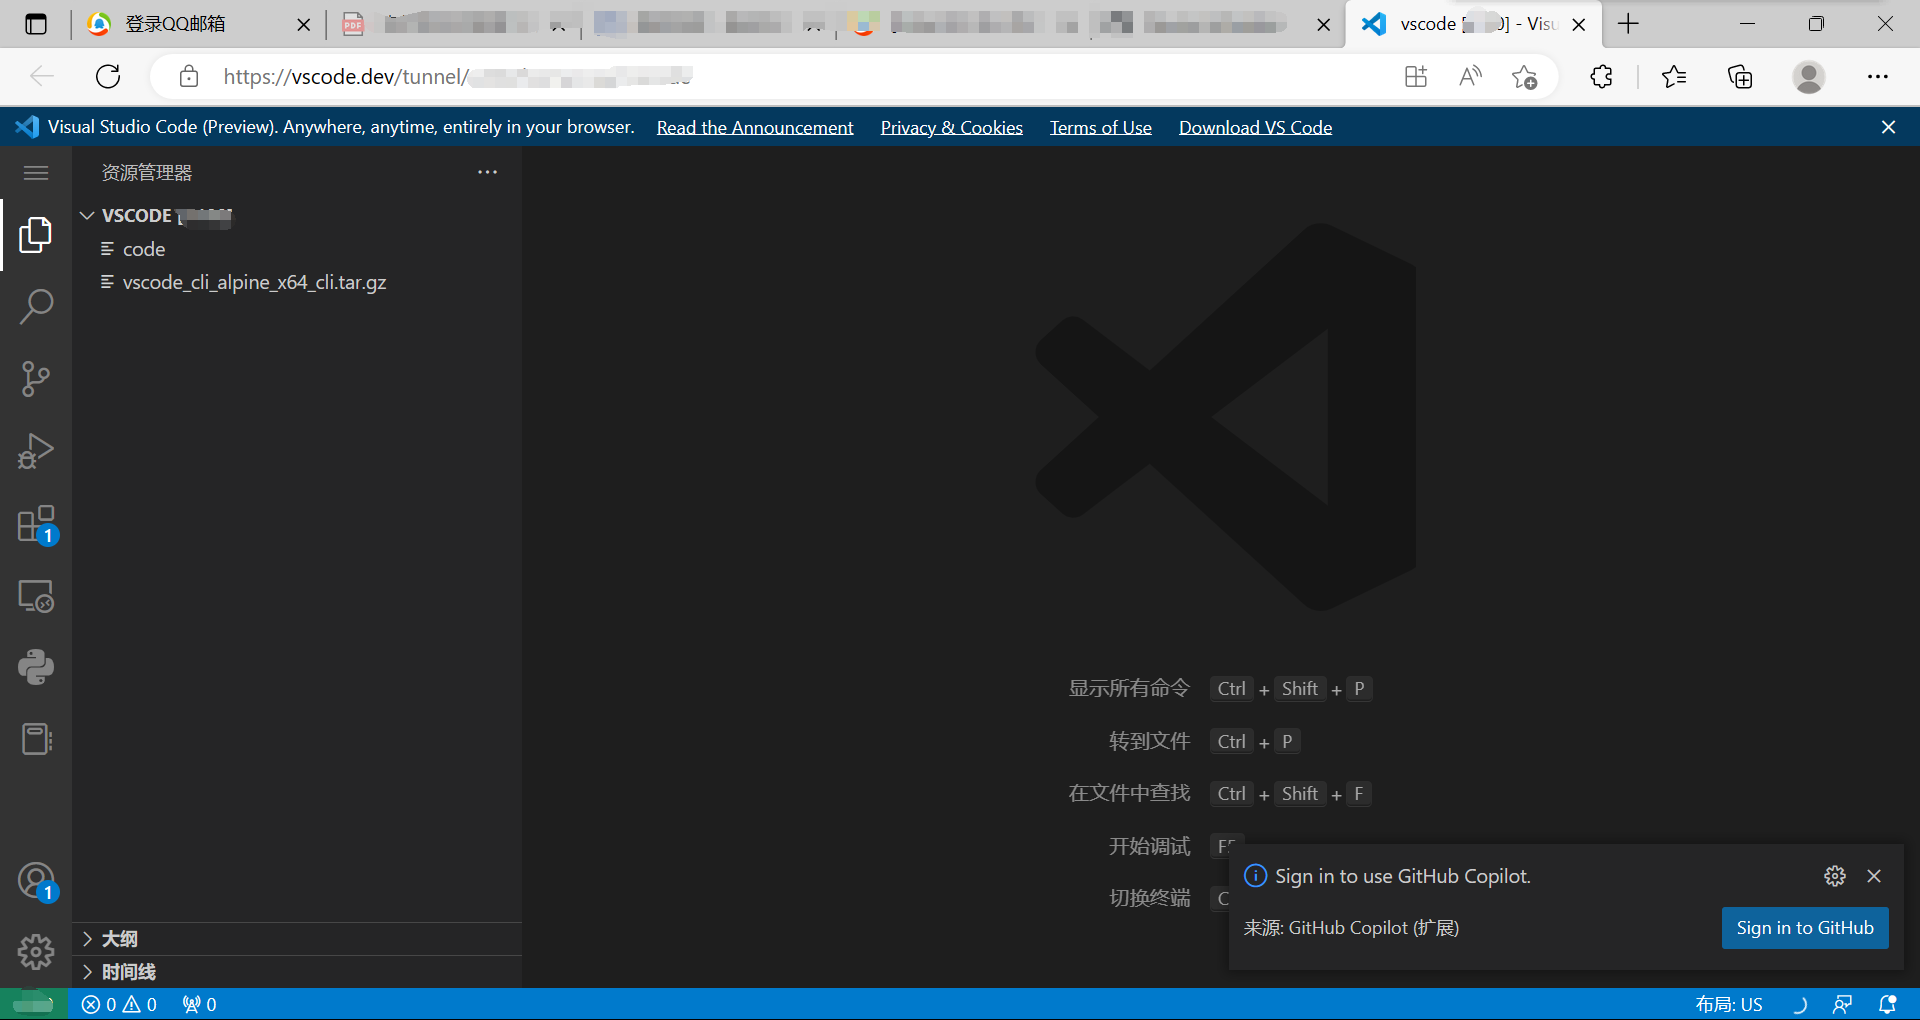 登录QQ邮箱
PDF
vscode [
0] - Visu
https://vscode.dev/tunnel/
Visual Studio Code (Preview). Anywhere, anytime, entirely in your browser. Read the Announcement Privacy & Cookies Terms of Use Download VS Code
资源管理器
VSCODE [
code
vscode_cli_alpine_x64_cli.tar.gz
1
1
显示所有命令 Ctrl + Shift + P
转到文件 Ctrl + P
在文件中查找 Ctrl + Shift + F
开始调试 F5
切换终端 C
Sign in to use GitHub Copilot.
来源: GitHub Copilot (扩展)
Sign in to GitHub
大纲
时间线
0 0 0
布局: US